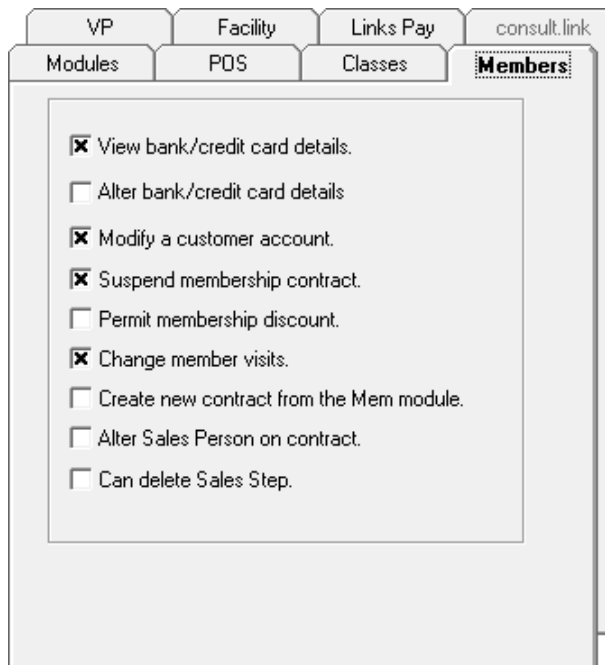 VP Facility Links Pay consult.link
Modules POS Classes Members
View bank/credit card details.
Alter bank/credit card details
Modify a customer account.
Suspend membership contract.
Permit membership discount.
Change member visits.
Create new contract from the Mem module.
Alter Sales Person on contract.
Can delete Sales Step.